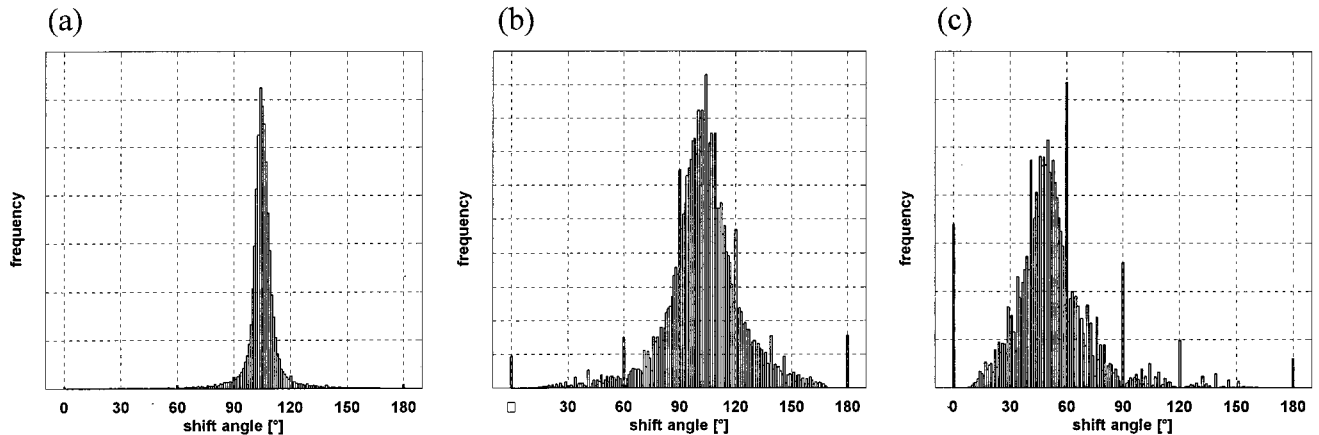 (a) (b) (c)
frequency frequency frequency
0 30 60 90 120 150 180 30 60 90 120 150 180 0 30 60 90 120 150 180
shift angle [°] shift angle [°] shift angle [°]